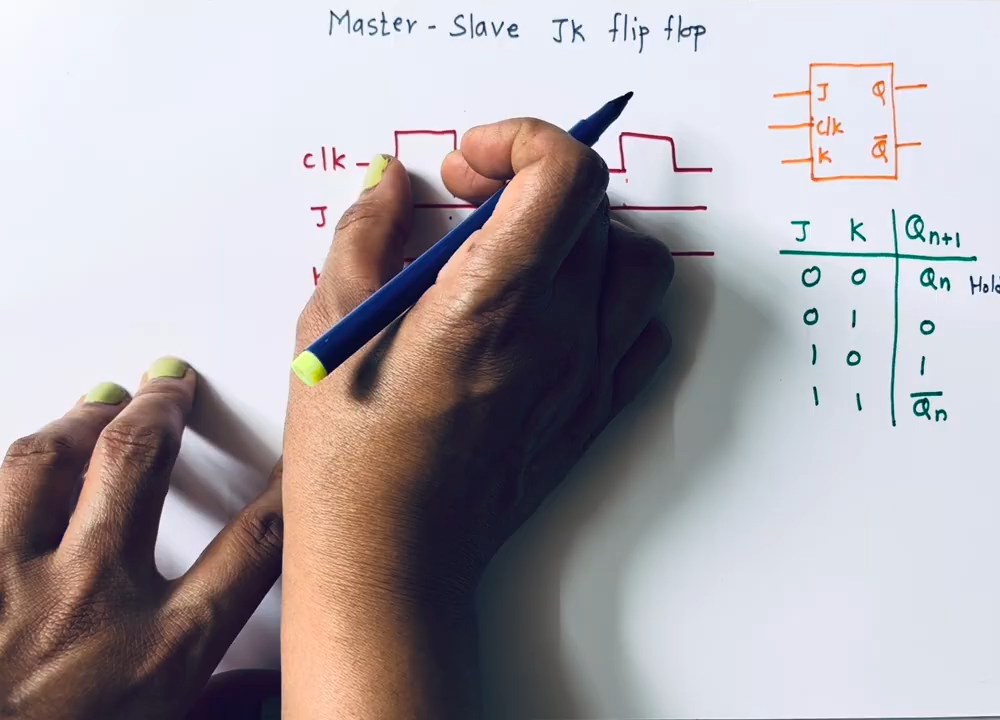 Master - Slave JK flip flop
J Q
clk
K Q̅
clk
J
J K Qn+1
0 0 Qn
0 1 0
1 0 1
1 1 Q̅n